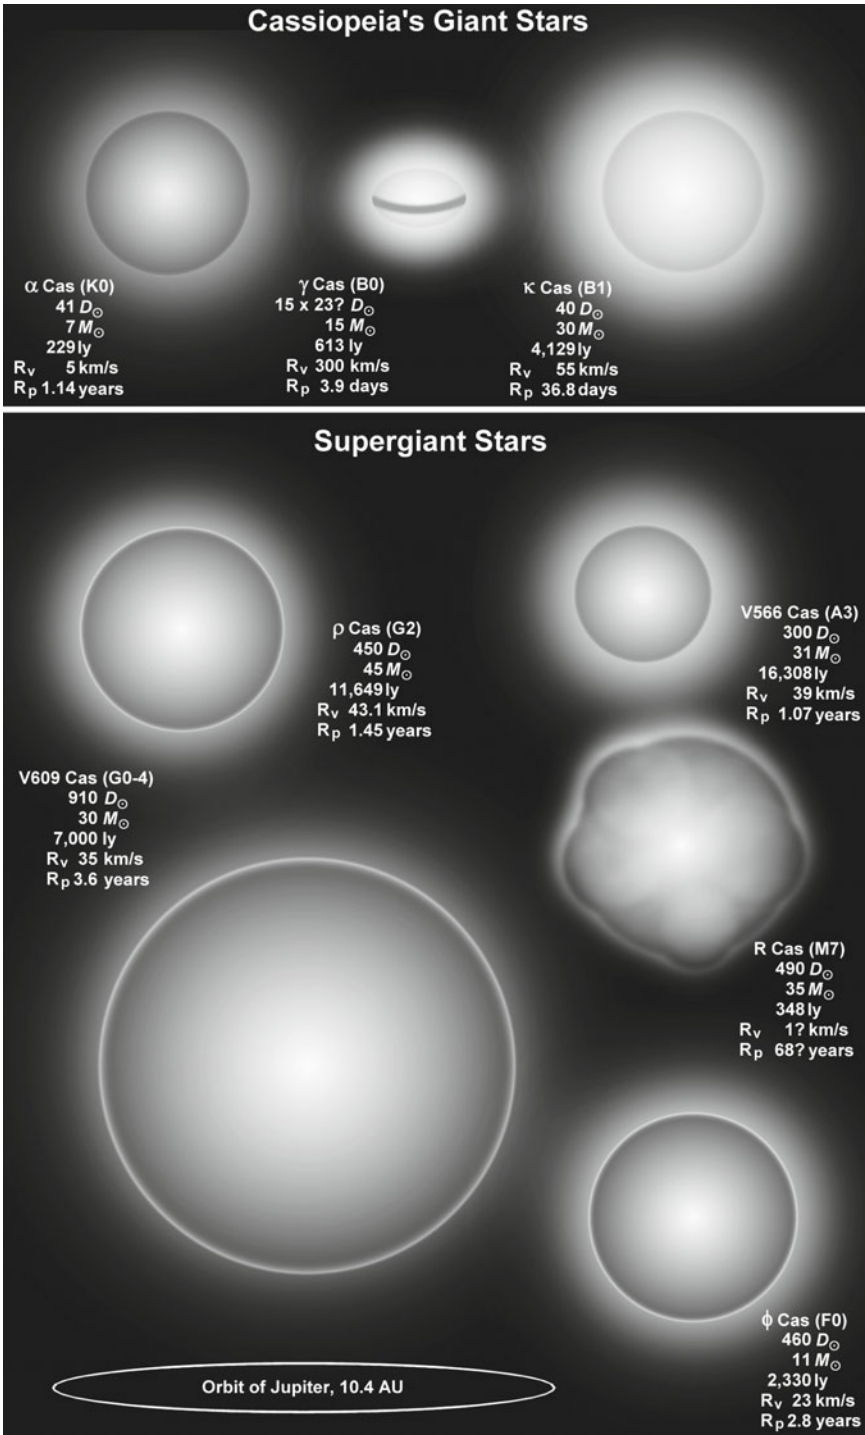 Cassiopeia's Giant Stars
α Cas (K0)
41 D☉
7 M☉
229 ly
Rv 5 km/s
Rp 1.14 years
γ Cas (B0)
15 x 23? D☉
15 M☉
613 ly
Rv 300 km/s
Rp 3.9 days
κ Cas (B1)
40 D☉
30 M☉
4,129 ly
Rv 55 km/s
Rp 36.8 days
Supergiant Stars
ρ Cas (G2)
450 D☉
45 M☉
11,649 ly
Rv 43.1 km/s
Rp 1.45 years
V566 Cas (A3)
300 D☉
31 M☉
16,308 ly
Rv 39 km/s
Rp 1.07 years
V609 Cas (G0-4)
910 D☉
30 M☉
7,000 ly
Rv 35 km/s
Rp 3.6 years
R Cas (M7)
490 D☉
35 M☉
348 ly
Rv 1? km/s
Rp 68? years
ϕ Cas (F0)
460 D☉
11 M☉
2,330 ly
Rv 23 km/s
Rp 2.8 years
Orbit of Jupiter, 10.4 AU